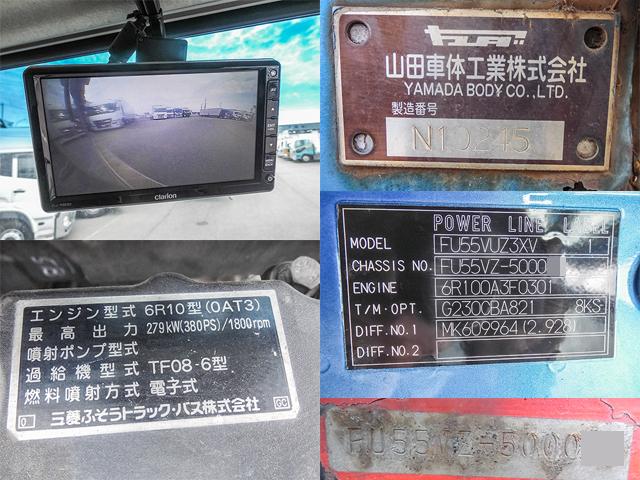 clarion
山田車体工業株式会社
YAMADA BODY CO.,LTD.
製造番号
N10245
エンジン型式 6R10型(0AT3)
最高出力 279kW(380PS)/1800rpm
噴射ポンプ型式
過給機型式 TF08-6型
燃料噴射方式 電子式
0 三菱ふそうトラック・バス株式会社 GC
POWER LINE LABEL
MODEL FU55VUZ3XV 1
CHASSIS NO. FU55VZ-5000
ENGINE 6R100A3F0301
T/M・OPT. G2300BA821 8KS
DIFF.NO.1 MK609964(2.928)
DIFF.NO.2
FU55VZ-5000